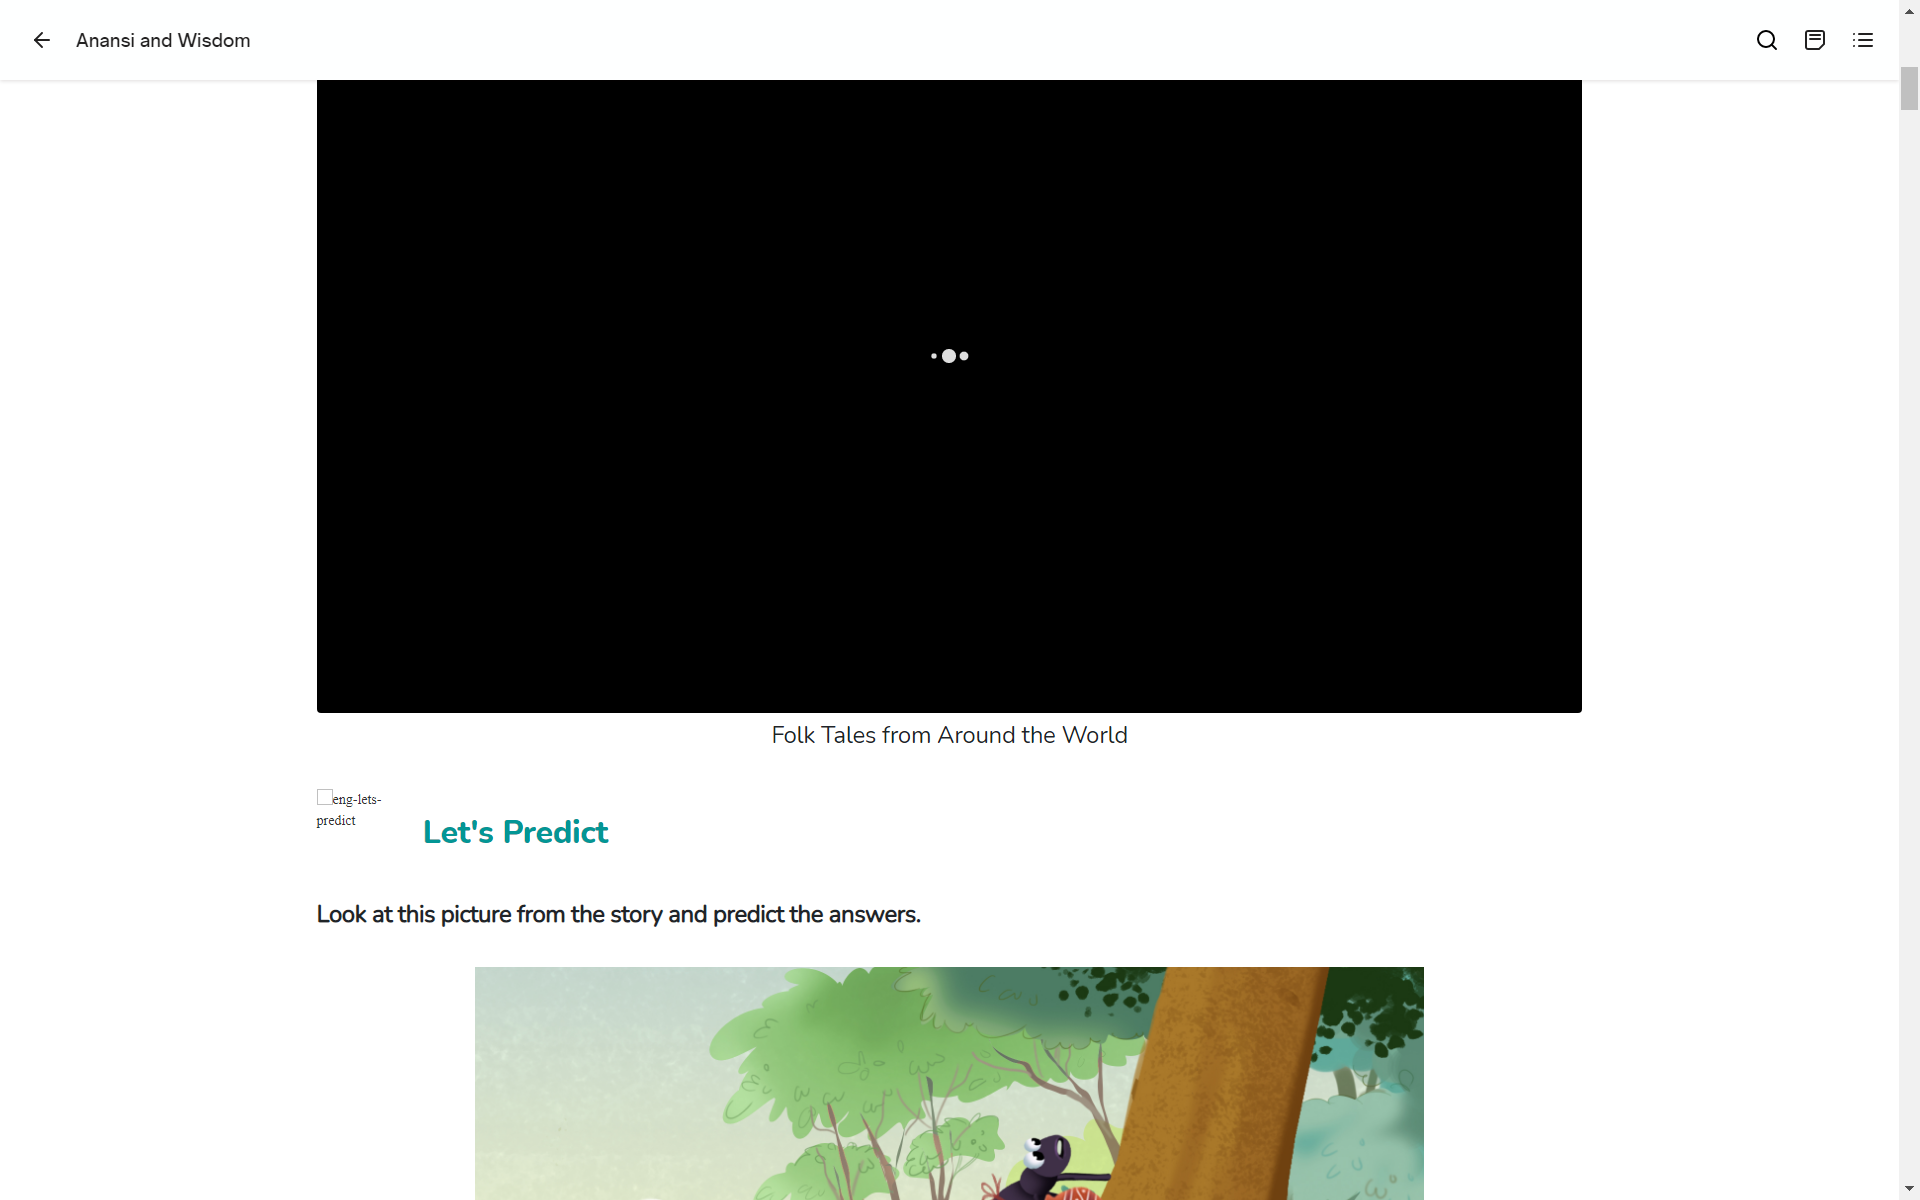 Anansi and Wisdom
Folk Tales from Around the World
eng-lets-
predict
Let's Predict
Look at this picture from the story and predict the answers.